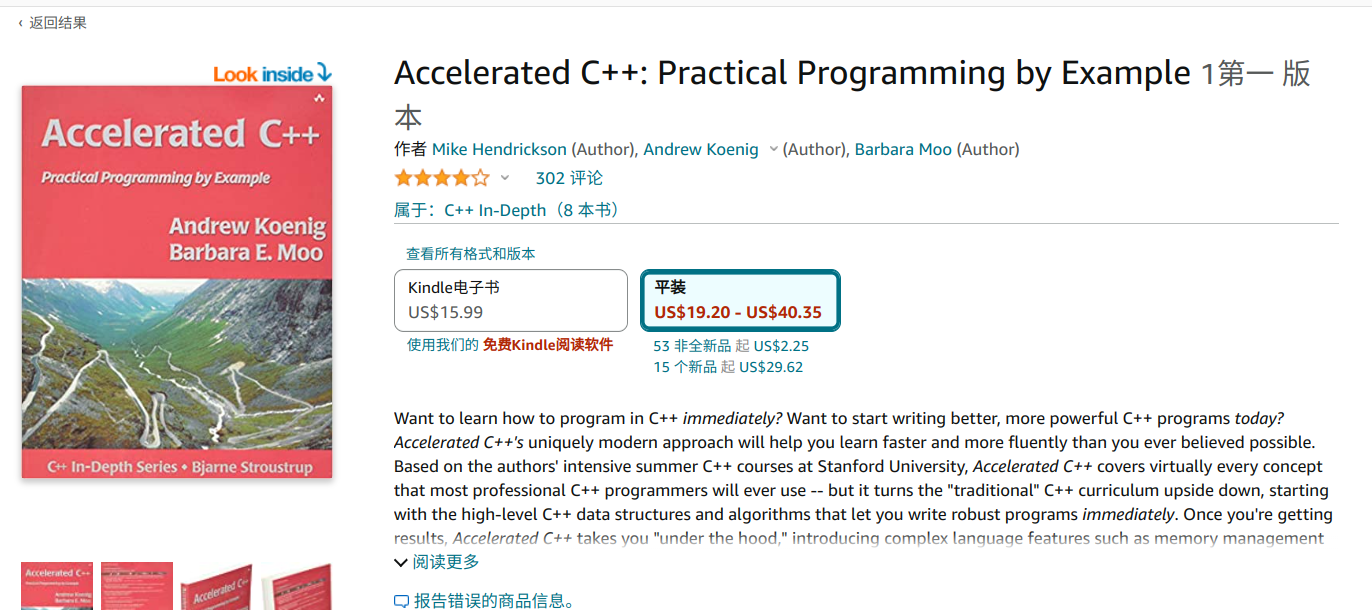 ‹ 返回结果
Look inside
Accelerated C++
Practical Programming by Example
Andrew Koenig
Barbara E. Moo
C++ In-Depth Series • Bjarne Stroustrup
Accelerated C++: Practical Programming by Example 1第一 版
本
作者 Mike Hendrickson (Author), Andrew Koenig (Author), Barbara Moo (Author)
302 评论
属于：C++ In-Depth（8 本书）
查看所有格式和版本
Kindle电子书
US$15.99
使用我们的 免费Kindle阅读软件
平装
US$19.20 - US$40.35
53 非全新品 起 US$2.25
15 个新品 起 US$29.62
Want to learn how to program in C++ immediately? Want to start writing better, more powerful C++ programs today?
Accelerated C++'s uniquely modern approach will help you learn faster and more fluently than you ever believed possible.
Based on the authors' intensive summer C++ courses at Stanford University, Accelerated C++ covers virtually every concept
that most professional C++ programmers will ever use -- but it turns the "traditional" C++ curriculum upside down, starting
with the high-level C++ data structures and algorithms that let you write robust programs immediately. Once you're getting
results, Accelerated C++ takes you "under the hood," introducing complex language features such as memory management
阅读更多
报告错误的商品信息。
Accelerated C++
Accelerated C++